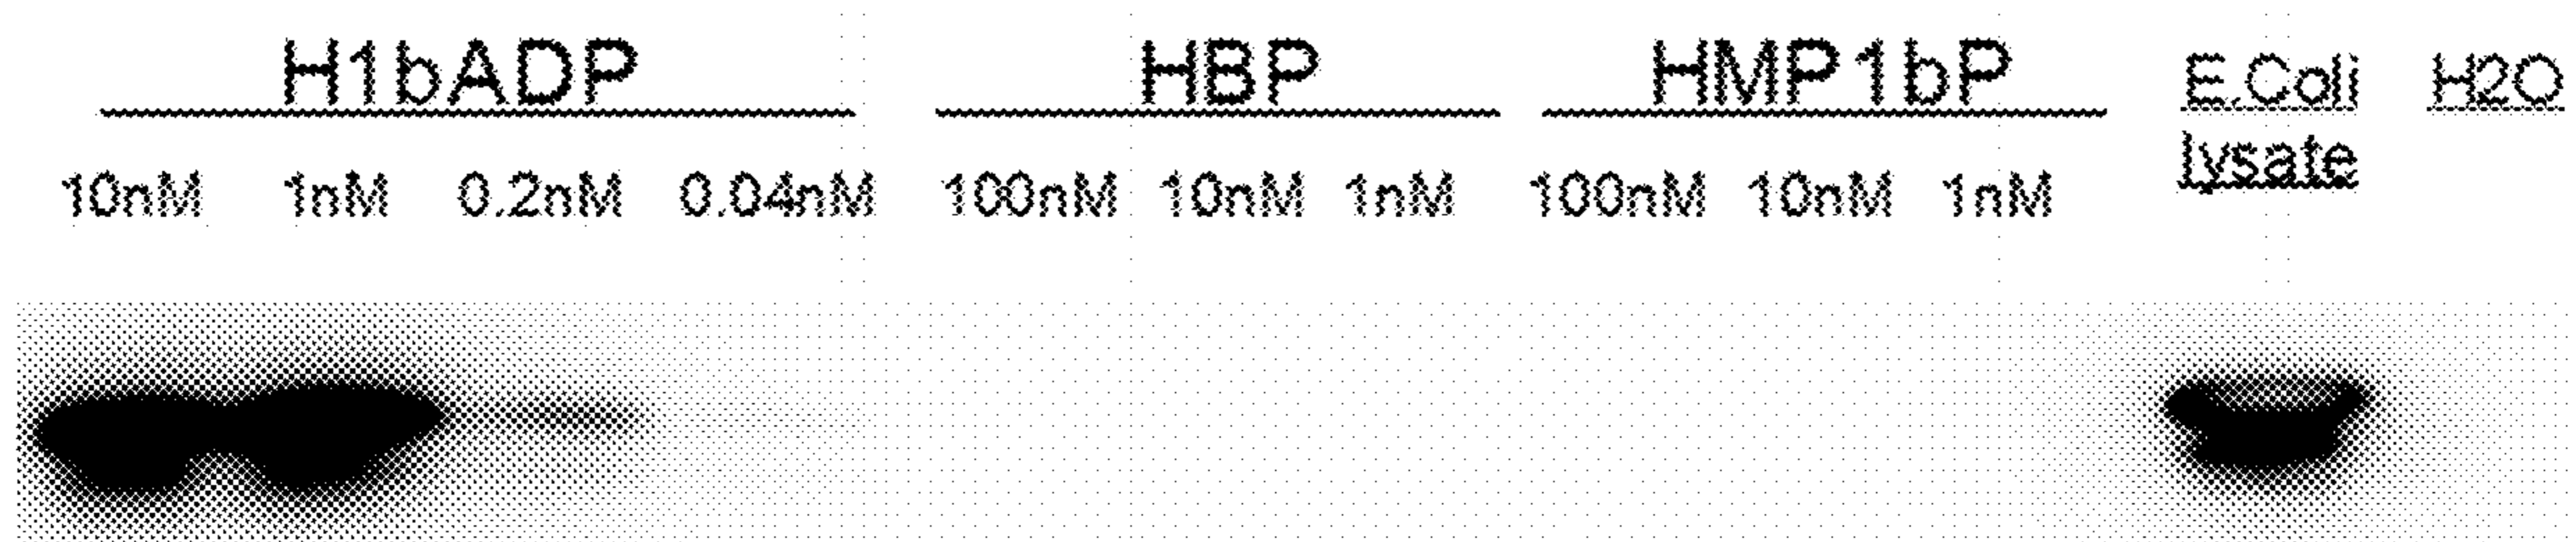 H1bADP HBP HMP1bP E.Coli H2O
lysate
10nM 1nM 0.2nM 0.04nM 100nM 10nM 1nM 100nM 10nM 1nM